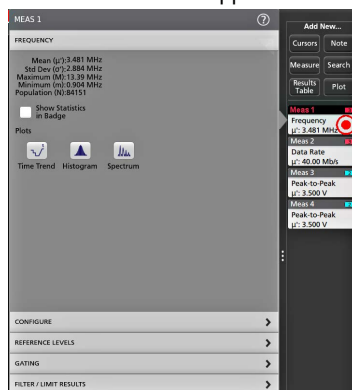 MEAS 1
?
FREQUENCY
Mean (µ'):3.481 MHz
Std Dev (σ'):2.884 MHz
Maximum (M):13.39 MHz
Minimum (m):0.904 MHz
Population (N):84151
Show Statistics
in Badge
Plots
Time Trend Histogram Spectrum
CONFIGURE
REFERENCE LEVELS
GATING
FILTER / LIMIT RESULTS
Add New...
Cursors Note
Measure Search
Results
Table
Plot
Meas 1
Frequency
µ': 3.481 MHz
Meas 2
Data Rate
µ': 40.00 Mb/s
Meas 3
Peak-to-Peak
µ': 3.500 V
Meas 4
Peak-to-Peak
µ': 3.500 V